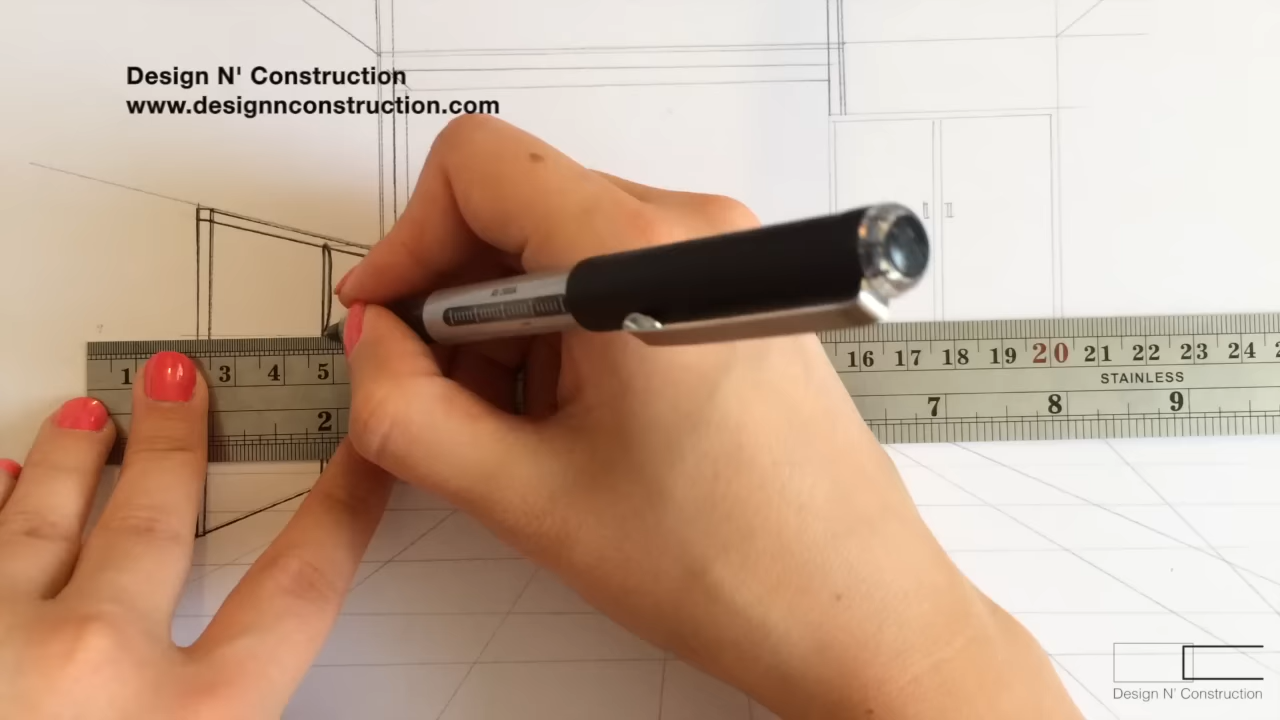 Design N' Construction
www.designnconstruction.com
1 3 4 5 16 17 18 19 20 21 22 23 24
STAINLESS
2 7 8 9
Design N' Construction